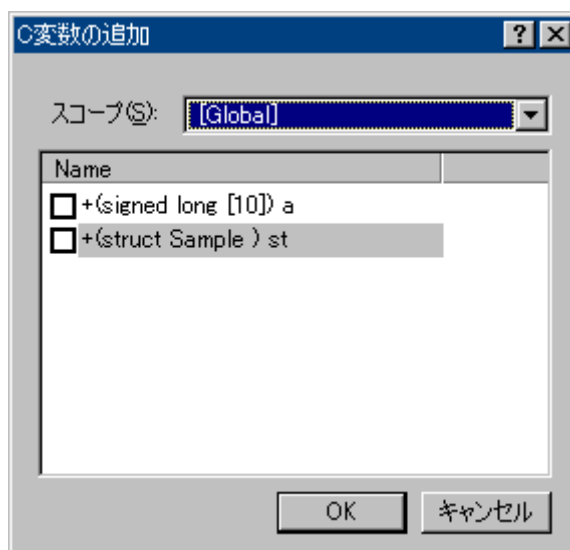 C変数の追加
スコープ(S): [Global]
Name
+(signed long [10]) a
+(struct Sample ) st
OK キャンセル